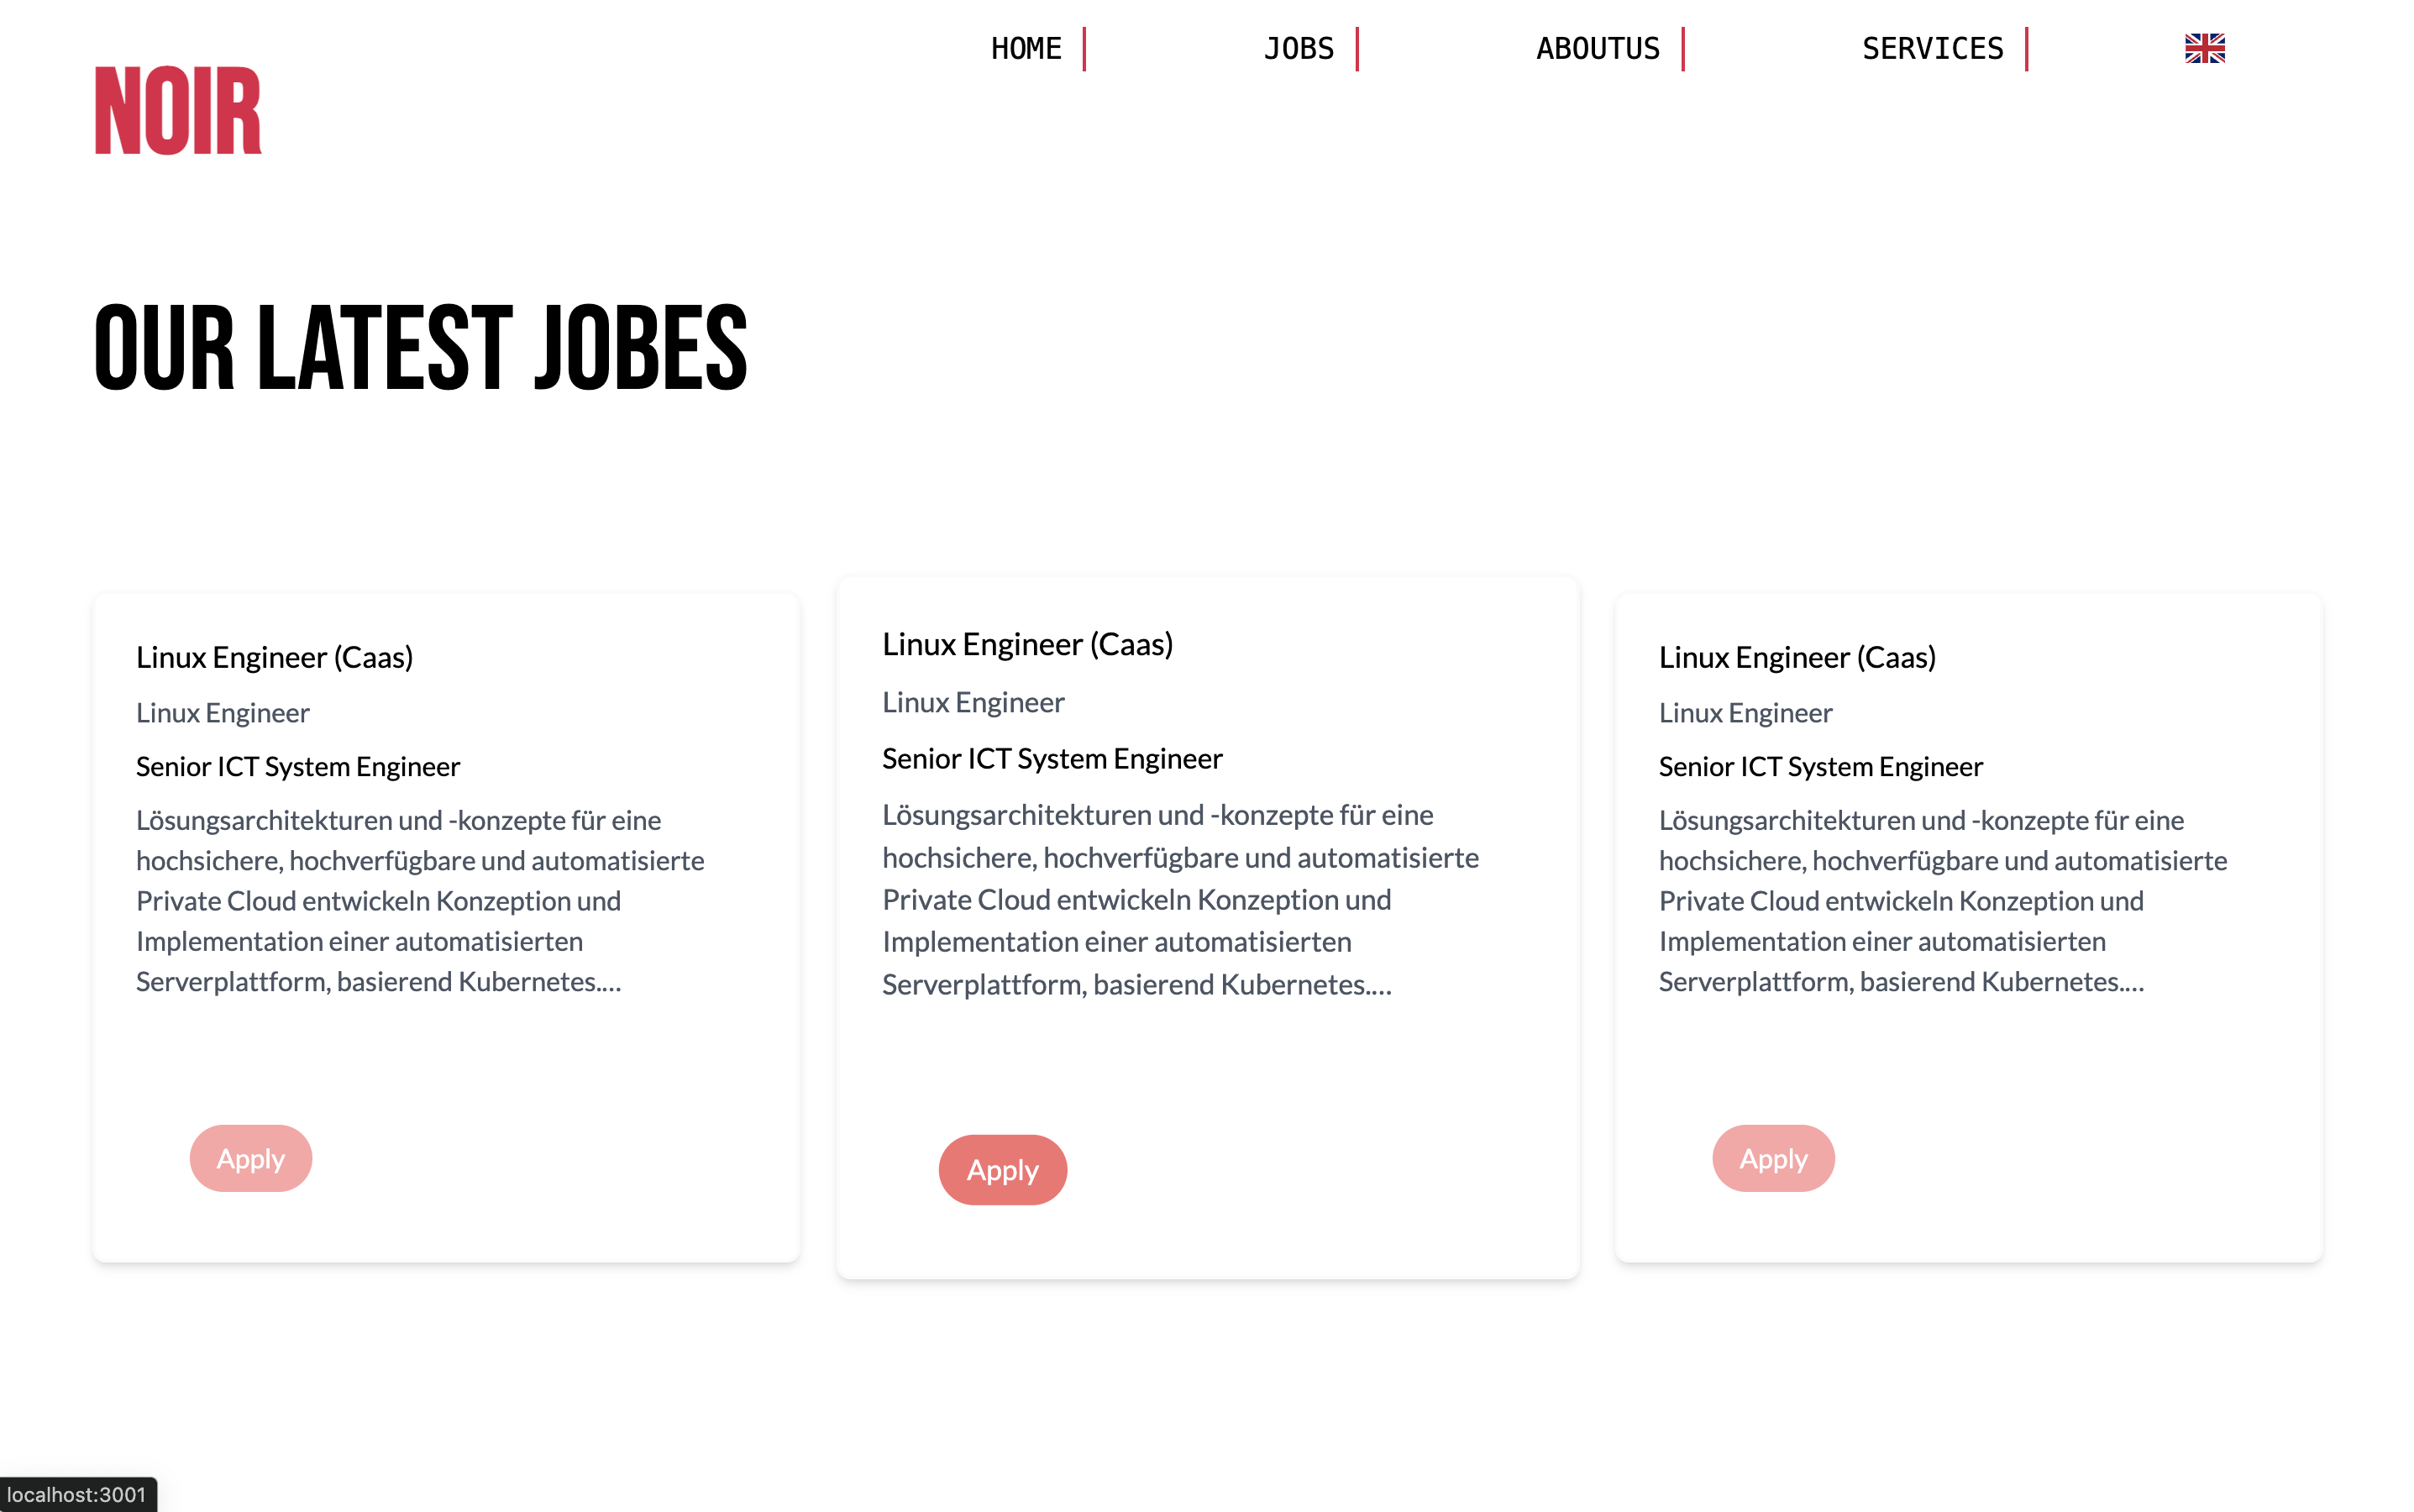 HOME JOBS ABOUTUS SERVICES
NOIR
OUR LATEST JOBES
Linux Engineer (Caas)
Linux Engineer
Senior ICT System Engineer
Lösungsarchitekturen und -konzepte für eine
hochsichere, hochverfügbare und automatisierte
Private Cloud entwickeln Konzeption und
Implementation einer automatisierten
Serverplattform, basierend Kubernetes....
Apply
Linux Engineer (Caas)
Linux Engineer
Senior ICT System Engineer
Lösungsarchitekturen und -konzepte für eine
hochsichere, hochverfügbare und automatisierte
Private Cloud entwickeln Konzeption und
Implementation einer automatisierten
Serverplattform, basierend Kubernetes....
Apply
Linux Engineer (Caas)
Linux Engineer
Senior ICT System Engineer
Lösungsarchitekturen und -konzepte für eine
hochsichere, hochverfügbare und automatisierte
Private Cloud entwickeln Konzeption und
Implementation einer automatisierten
Serverplattform, basierend Kubernetes....
Apply
localhost:3001